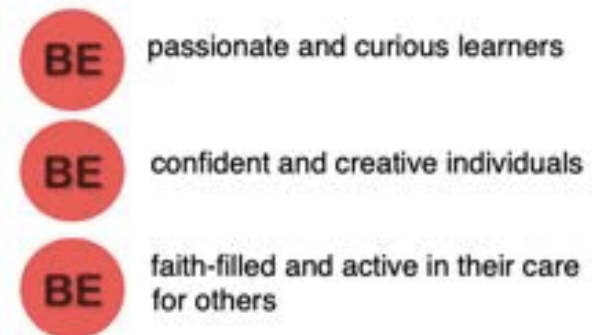 BE passionate and curious learners
BE confident and creative individuals
BE faith-filled and active in their care
for others